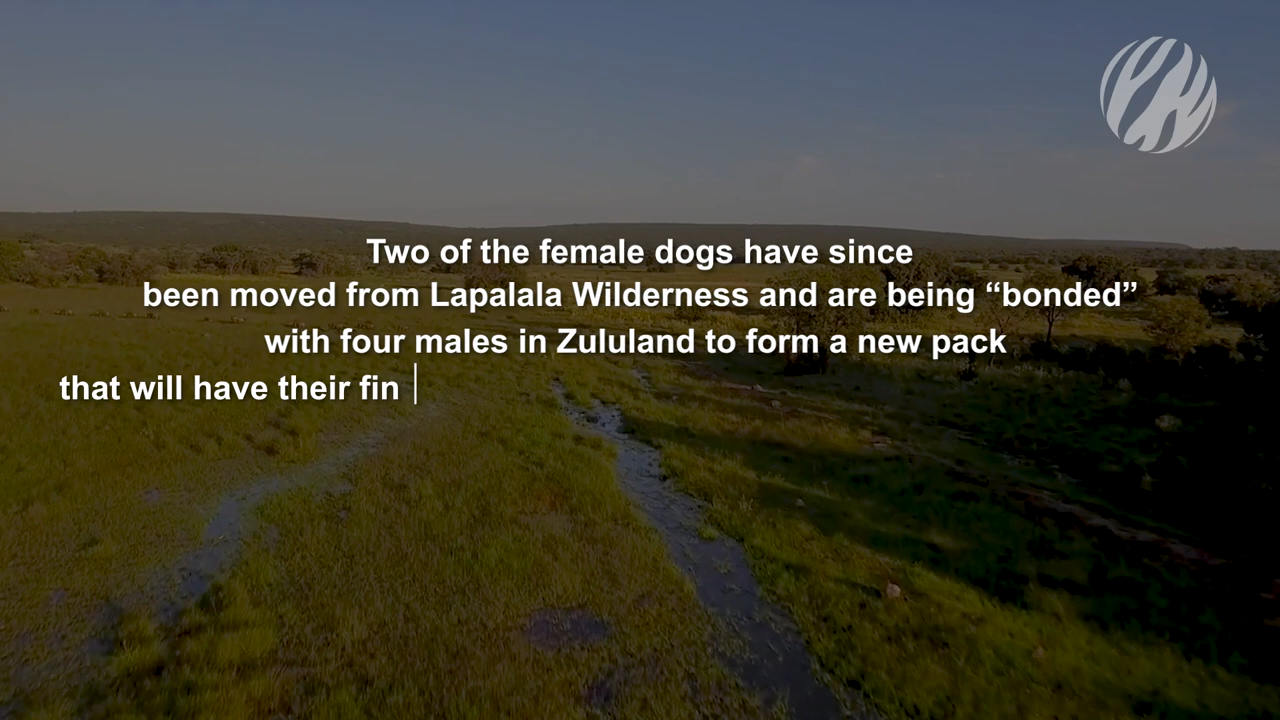 Two of the female dogs have since
been moved from Lapalala Wilderness and are being “bonded”
with four males in Zululand to form a new pack
that will have their fin